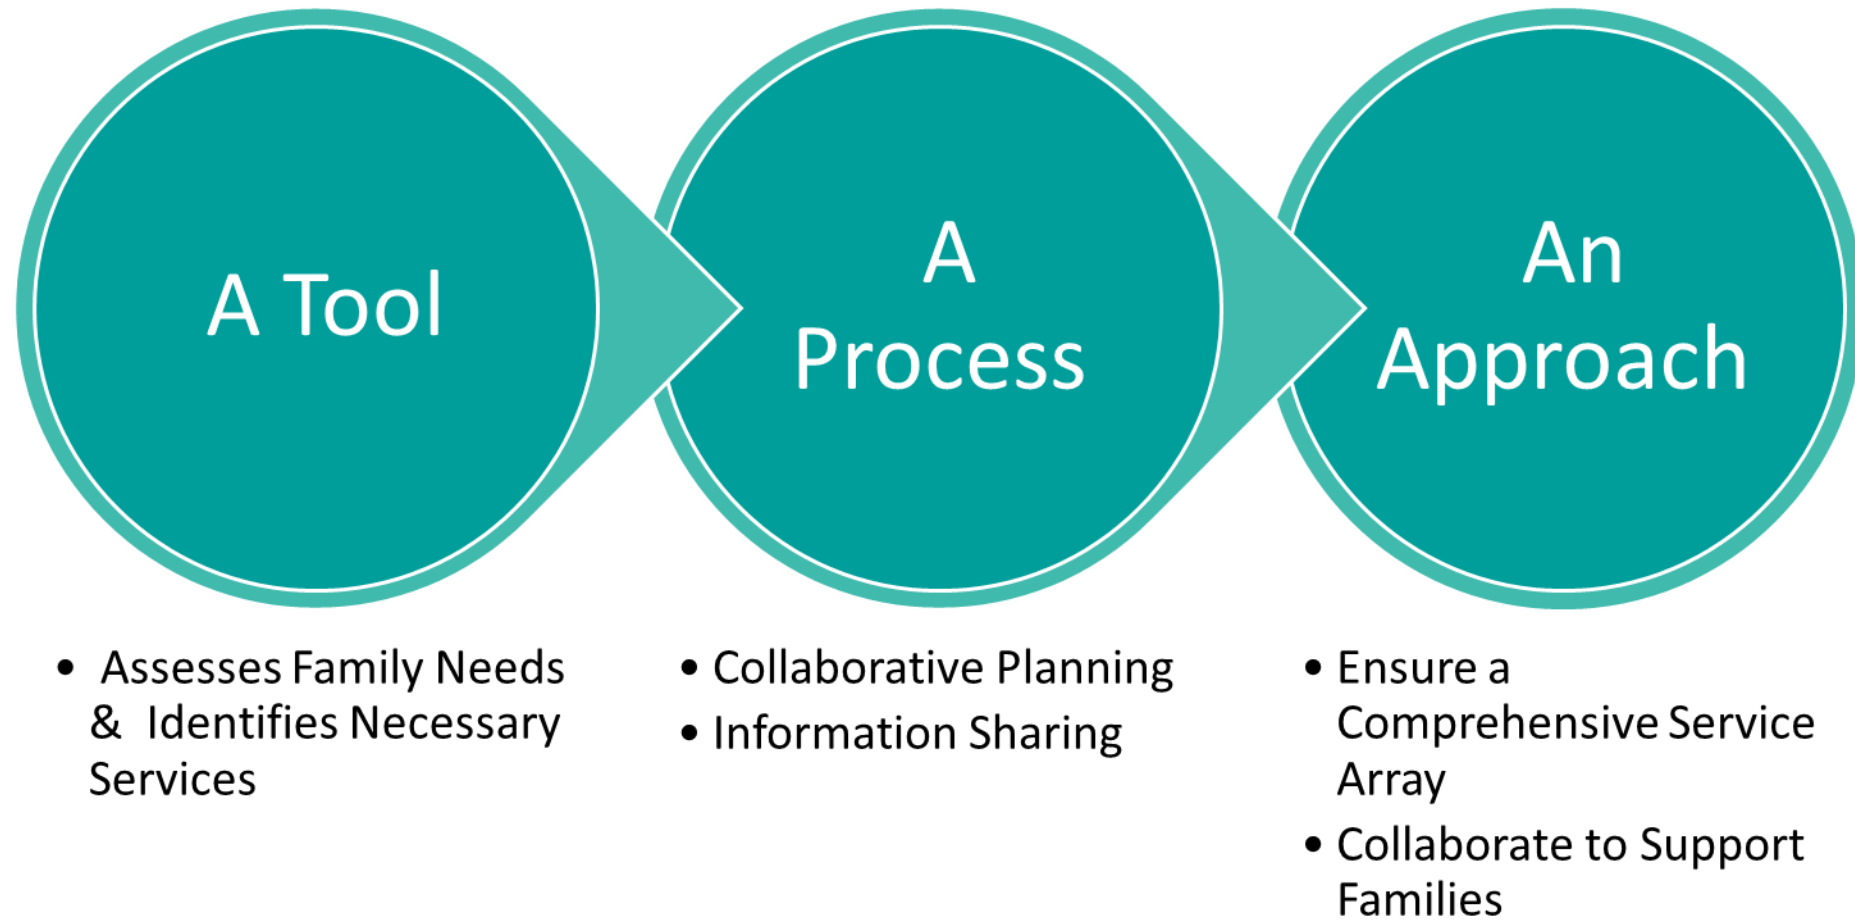 A Tool
A
Process
An
Approach
• Assesses Family Needs
& Identifies Necessary
Services
• Collaborative Planning
• Information Sharing
• Ensure a
Comprehensive Service
Array
• Collaborate to Support
Families